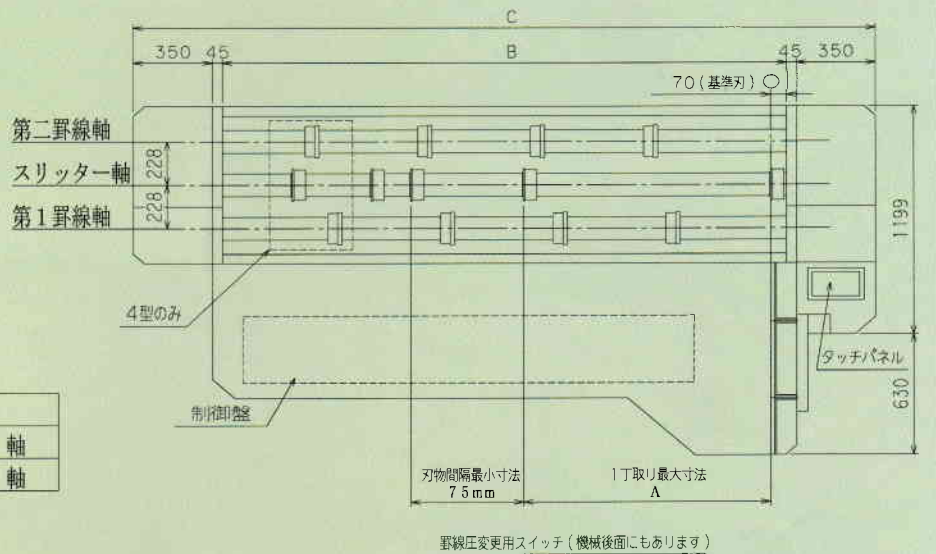 C
350 45 B 45 350
70(基準刃)
第二罫線軸
スリッター軸
第1罫線軸
228
228
1199
630
4型のみ
タッチパネル
制御盤
軸
軸
刃物間隔最小寸法
75mm
1丁取り最大寸法
A
罫線圧変更用スイッチ(機械後面にもあります)